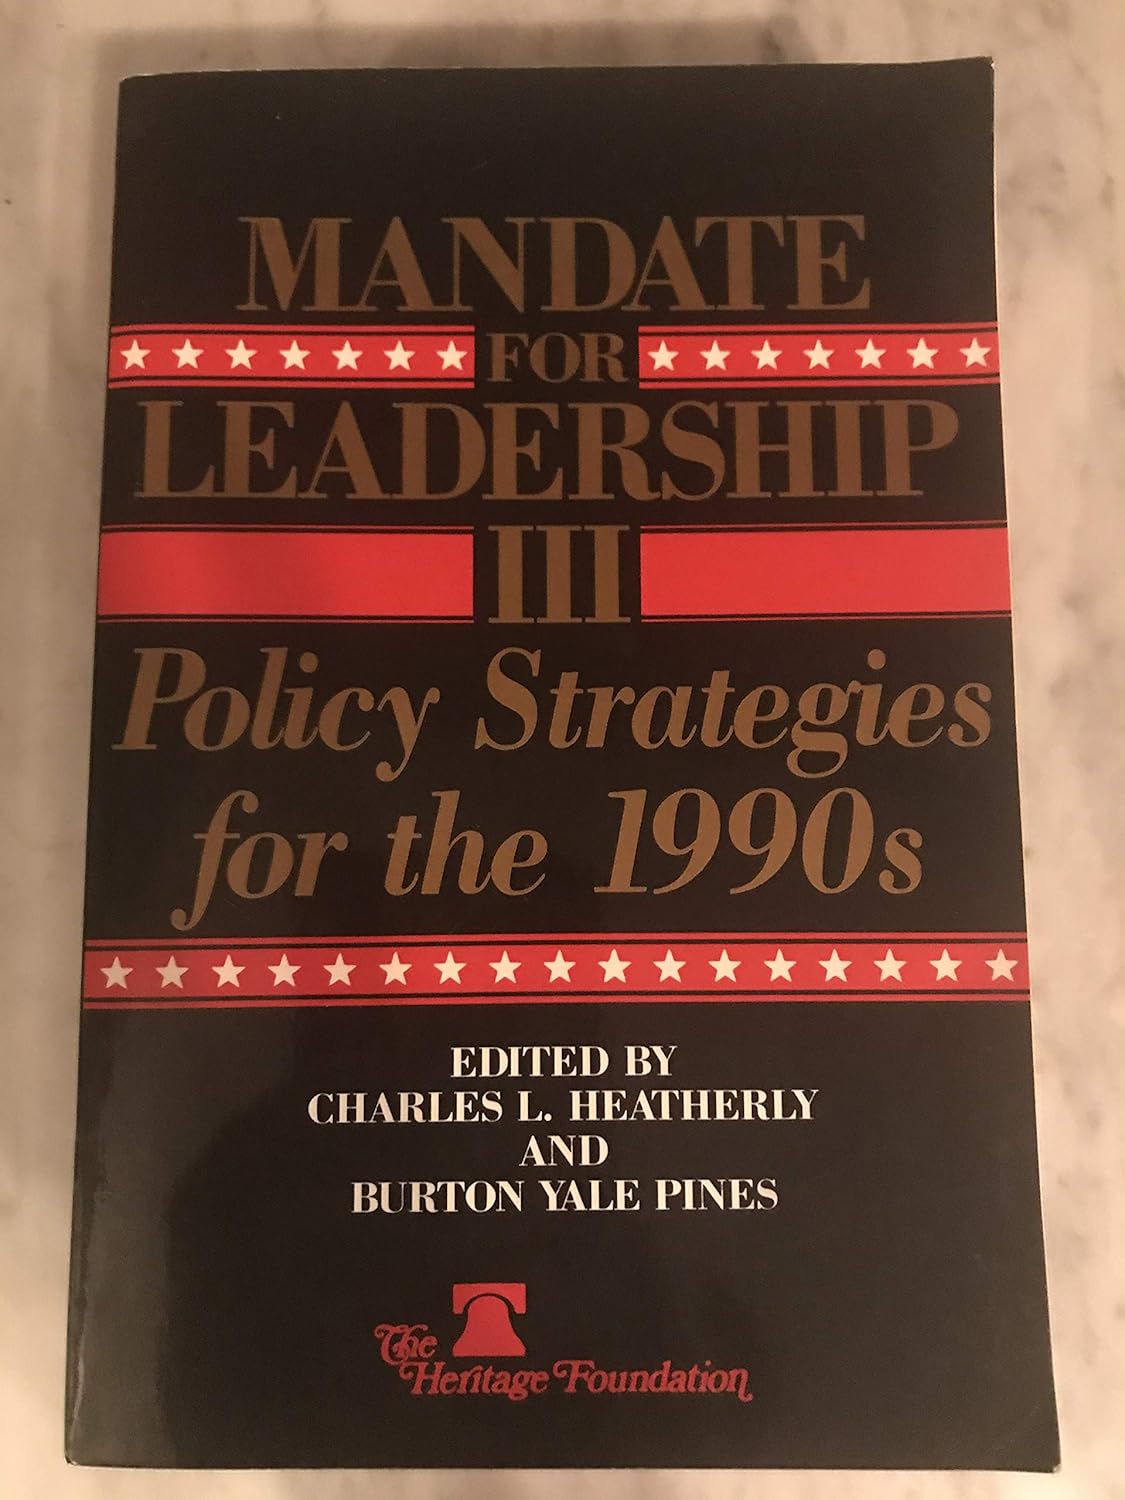 MANDATE
FOR
LEADERSHIP
III
Policy Strategies
for the 1990s
EDITED BY
CHARLES L. HEATHERLY
AND
BURTON YALE PINES
The
Heritage Foundation